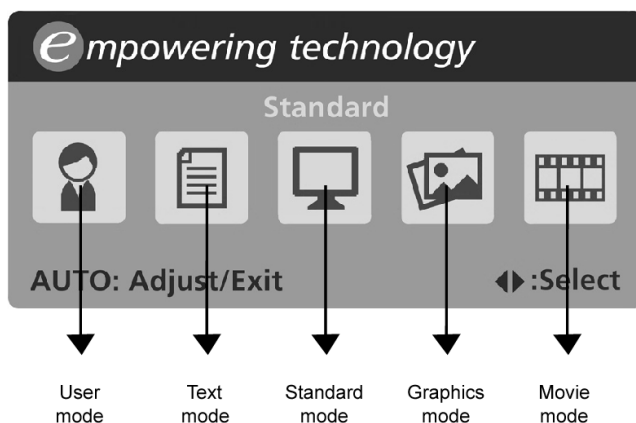 empowering technology
Standard
AUTO: Adjust/Exit
:Select
User
mode
Text
mode
Standard
mode
Graphics
mode
Movie
mode